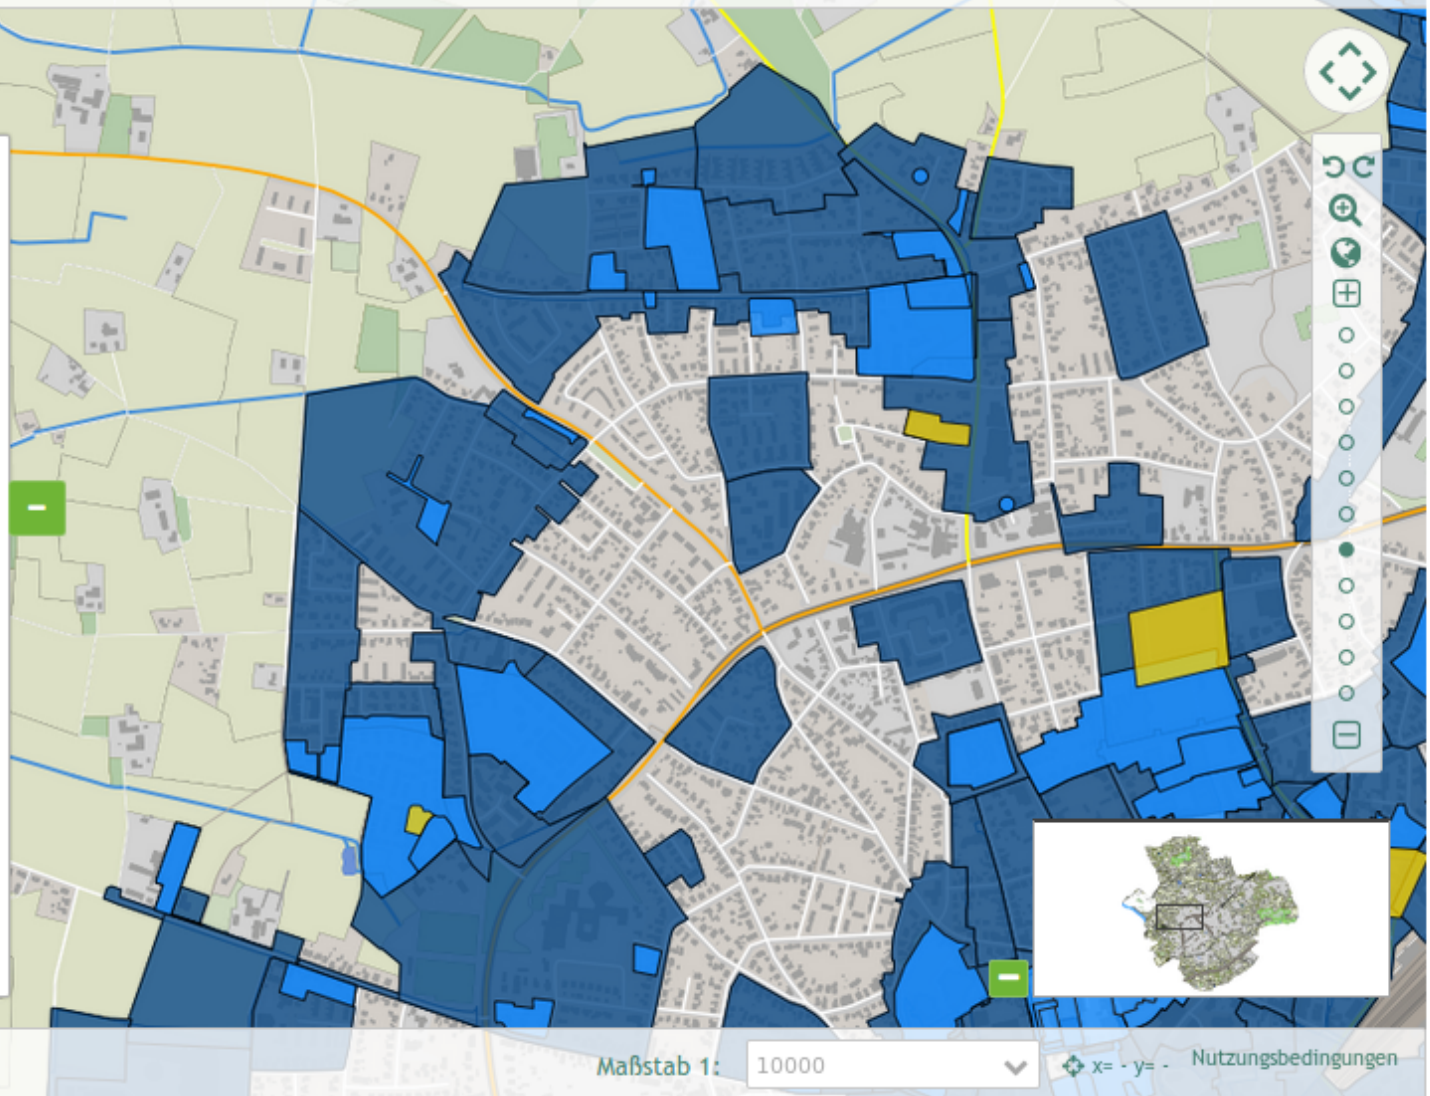 Maßstab 1: 10000 x= - y= - Nutzungsbedingungen